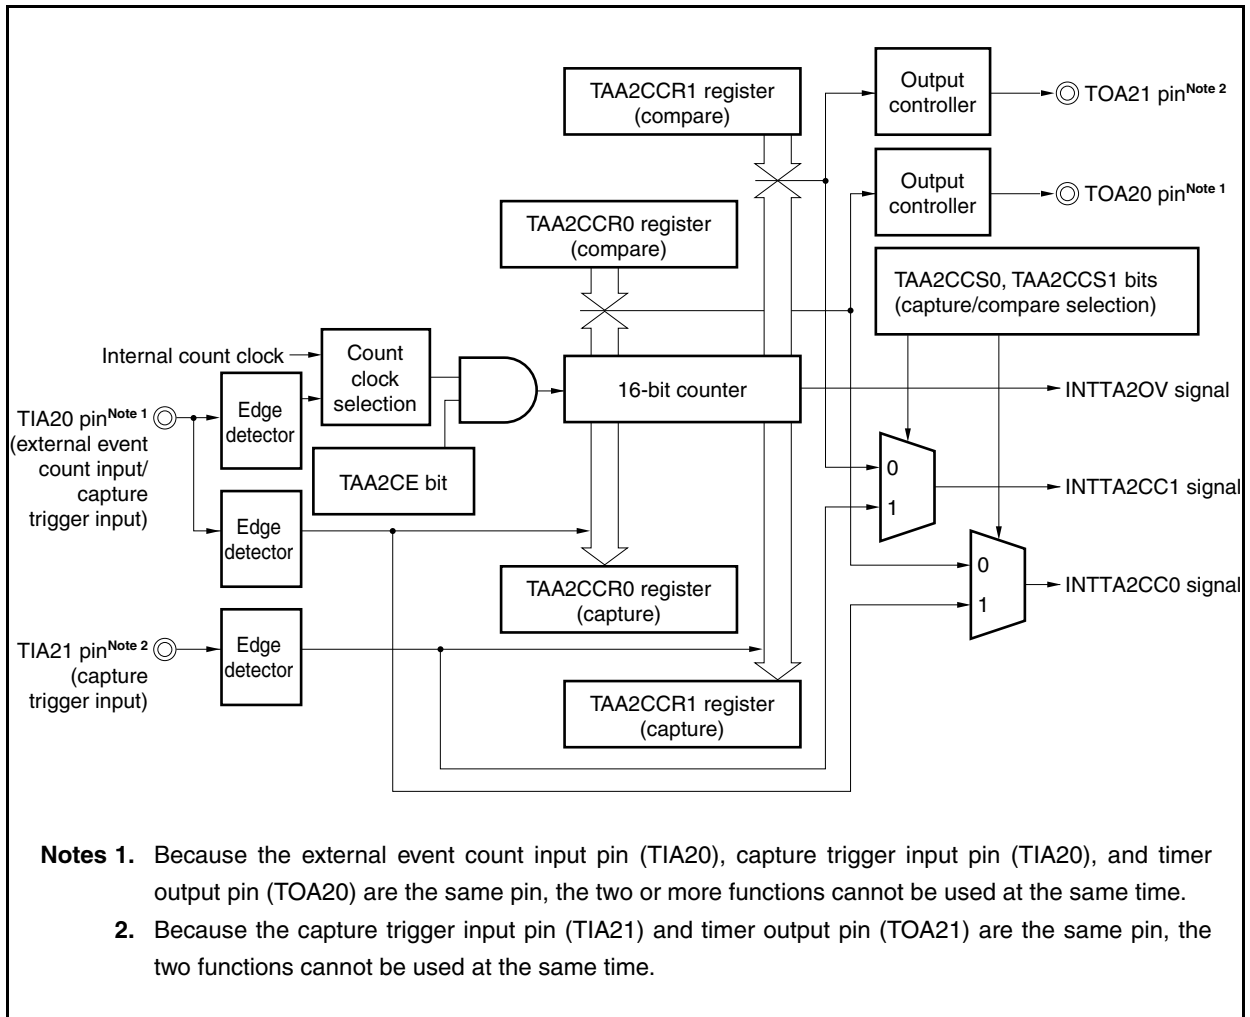 TAA2CCR1 register
(compare)
Output
controller
TOA21 pinNote 2
Output
controller
TOA20 pinNote 1
TAA2CCR0 register
(compare)
TAA2CCS0, TAA2CCS1 bits
(capture/compare selection)
Internal count clock
Count
clock
selection
16-bit counter
INTTA2OV signal
TIA20 pinNote 1
(external event
count input/
capture
trigger input)
Edge
detector
TAA2CE bit
0
1
INTTA2CC1 signal
Edge
detector
TAA2CCR0 register
(capture)
0
1
INTTA2CC0 signal
TIA21 pinNote 2
(capture
trigger input)
Edge
detector
TAA2CCR1 register
(capture)
Notes 1. Because the external event count input pin (TIA20), capture trigger input pin (TIA20), and timer
output pin (TOA20) are the same pin, the two or more functions cannot be used at the same time.
2. Because the capture trigger input pin (TIA21) and timer output pin (TOA21) are the same pin, the
two functions cannot be used at the same time.